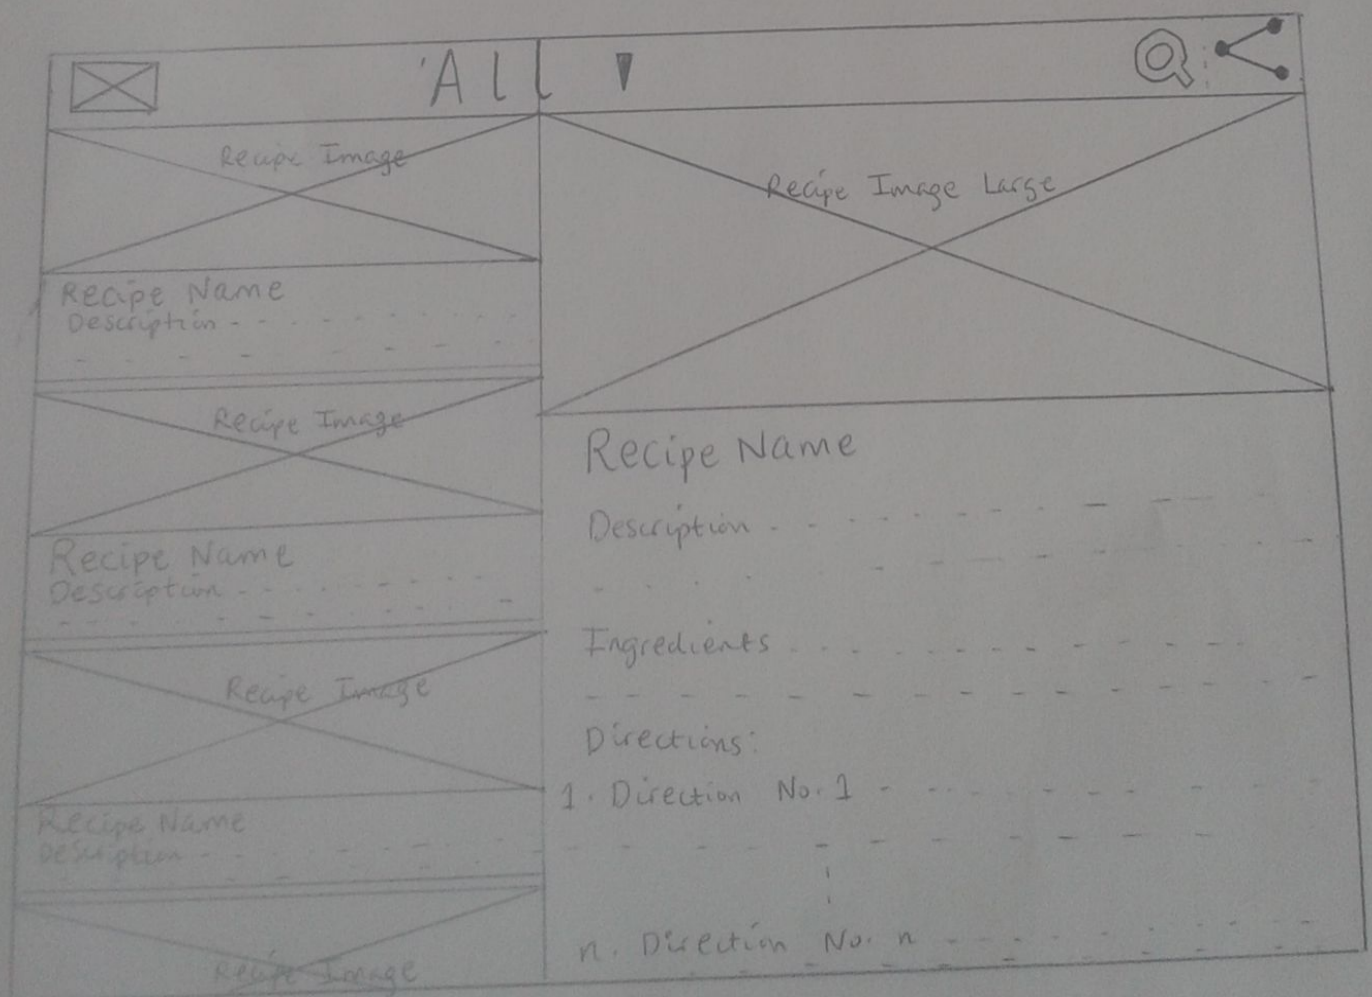 All
Recipe Image
Recipe Name
Description
Recipe Image
Recipe Name
Description
Recipe Image
Recipe Name
Description
Recipe Image
Recipe Image Large
Recipe Name
Description
Ingredients
Directions:
1. Direction No. 1
n. Direction No. n